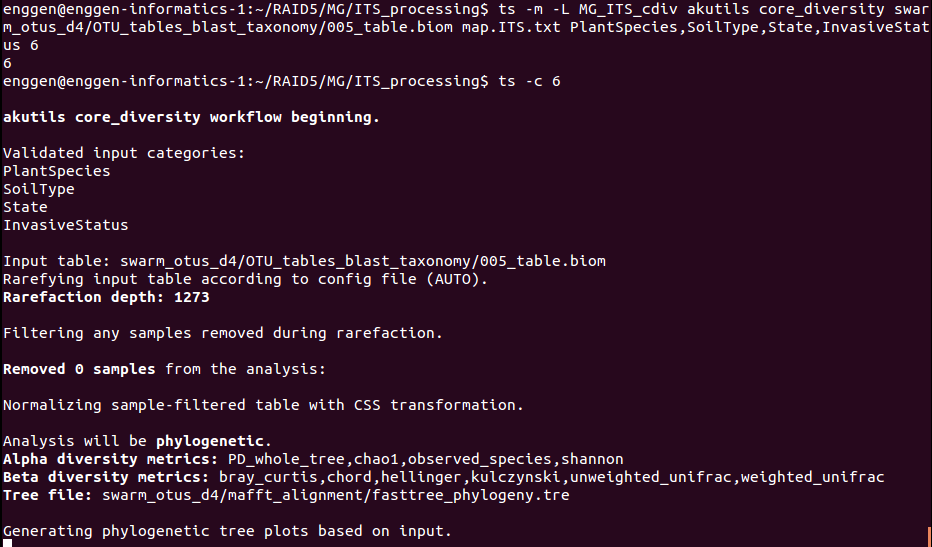 enggen@enggen-informatics-1:~/RAID5/MG/ITS_processing$ ts -m -L MG_ITS_cdiv akutils core_diversity swar
m_otus_d4/OTU_tables_blast_taxonomy/005_table.biom map.ITS.txt PlantSpecies,SoilType,State,InvasiveStat
us 6
6
enggen@enggen-informatics-1:~/RAID5/MG/ITS_processing$ ts -c 6
akutils core_diversity workflow beginning.
Validated input categories:
PlantSpecies
SoilType
State
InvasiveStatus
Input table: swarm_otus_d4/OTU_tables_blast_taxonomy/005_table.biom
Rarefying input table according to config file (AUTO).
Rarefaction depth: 1273
Filtering any samples removed during rarefaction.
Removed 0 samples from the analysis:
Normalizing sample-filtered table with CSS transformation.
Analysis will be phylogenetic.
Alpha diversity metrics: PD_whole_tree,chao1,observed_species,shannon
Beta diversity metrics: bray_curtis,chord,hellinger,kulczynski,unweighted_unifrac,weighted_unifrac
Tree file: swarm_otus_d4/mafft_alignment/fasttree_phylogeny.tre
Generating phylogenetic tree plots based on input.